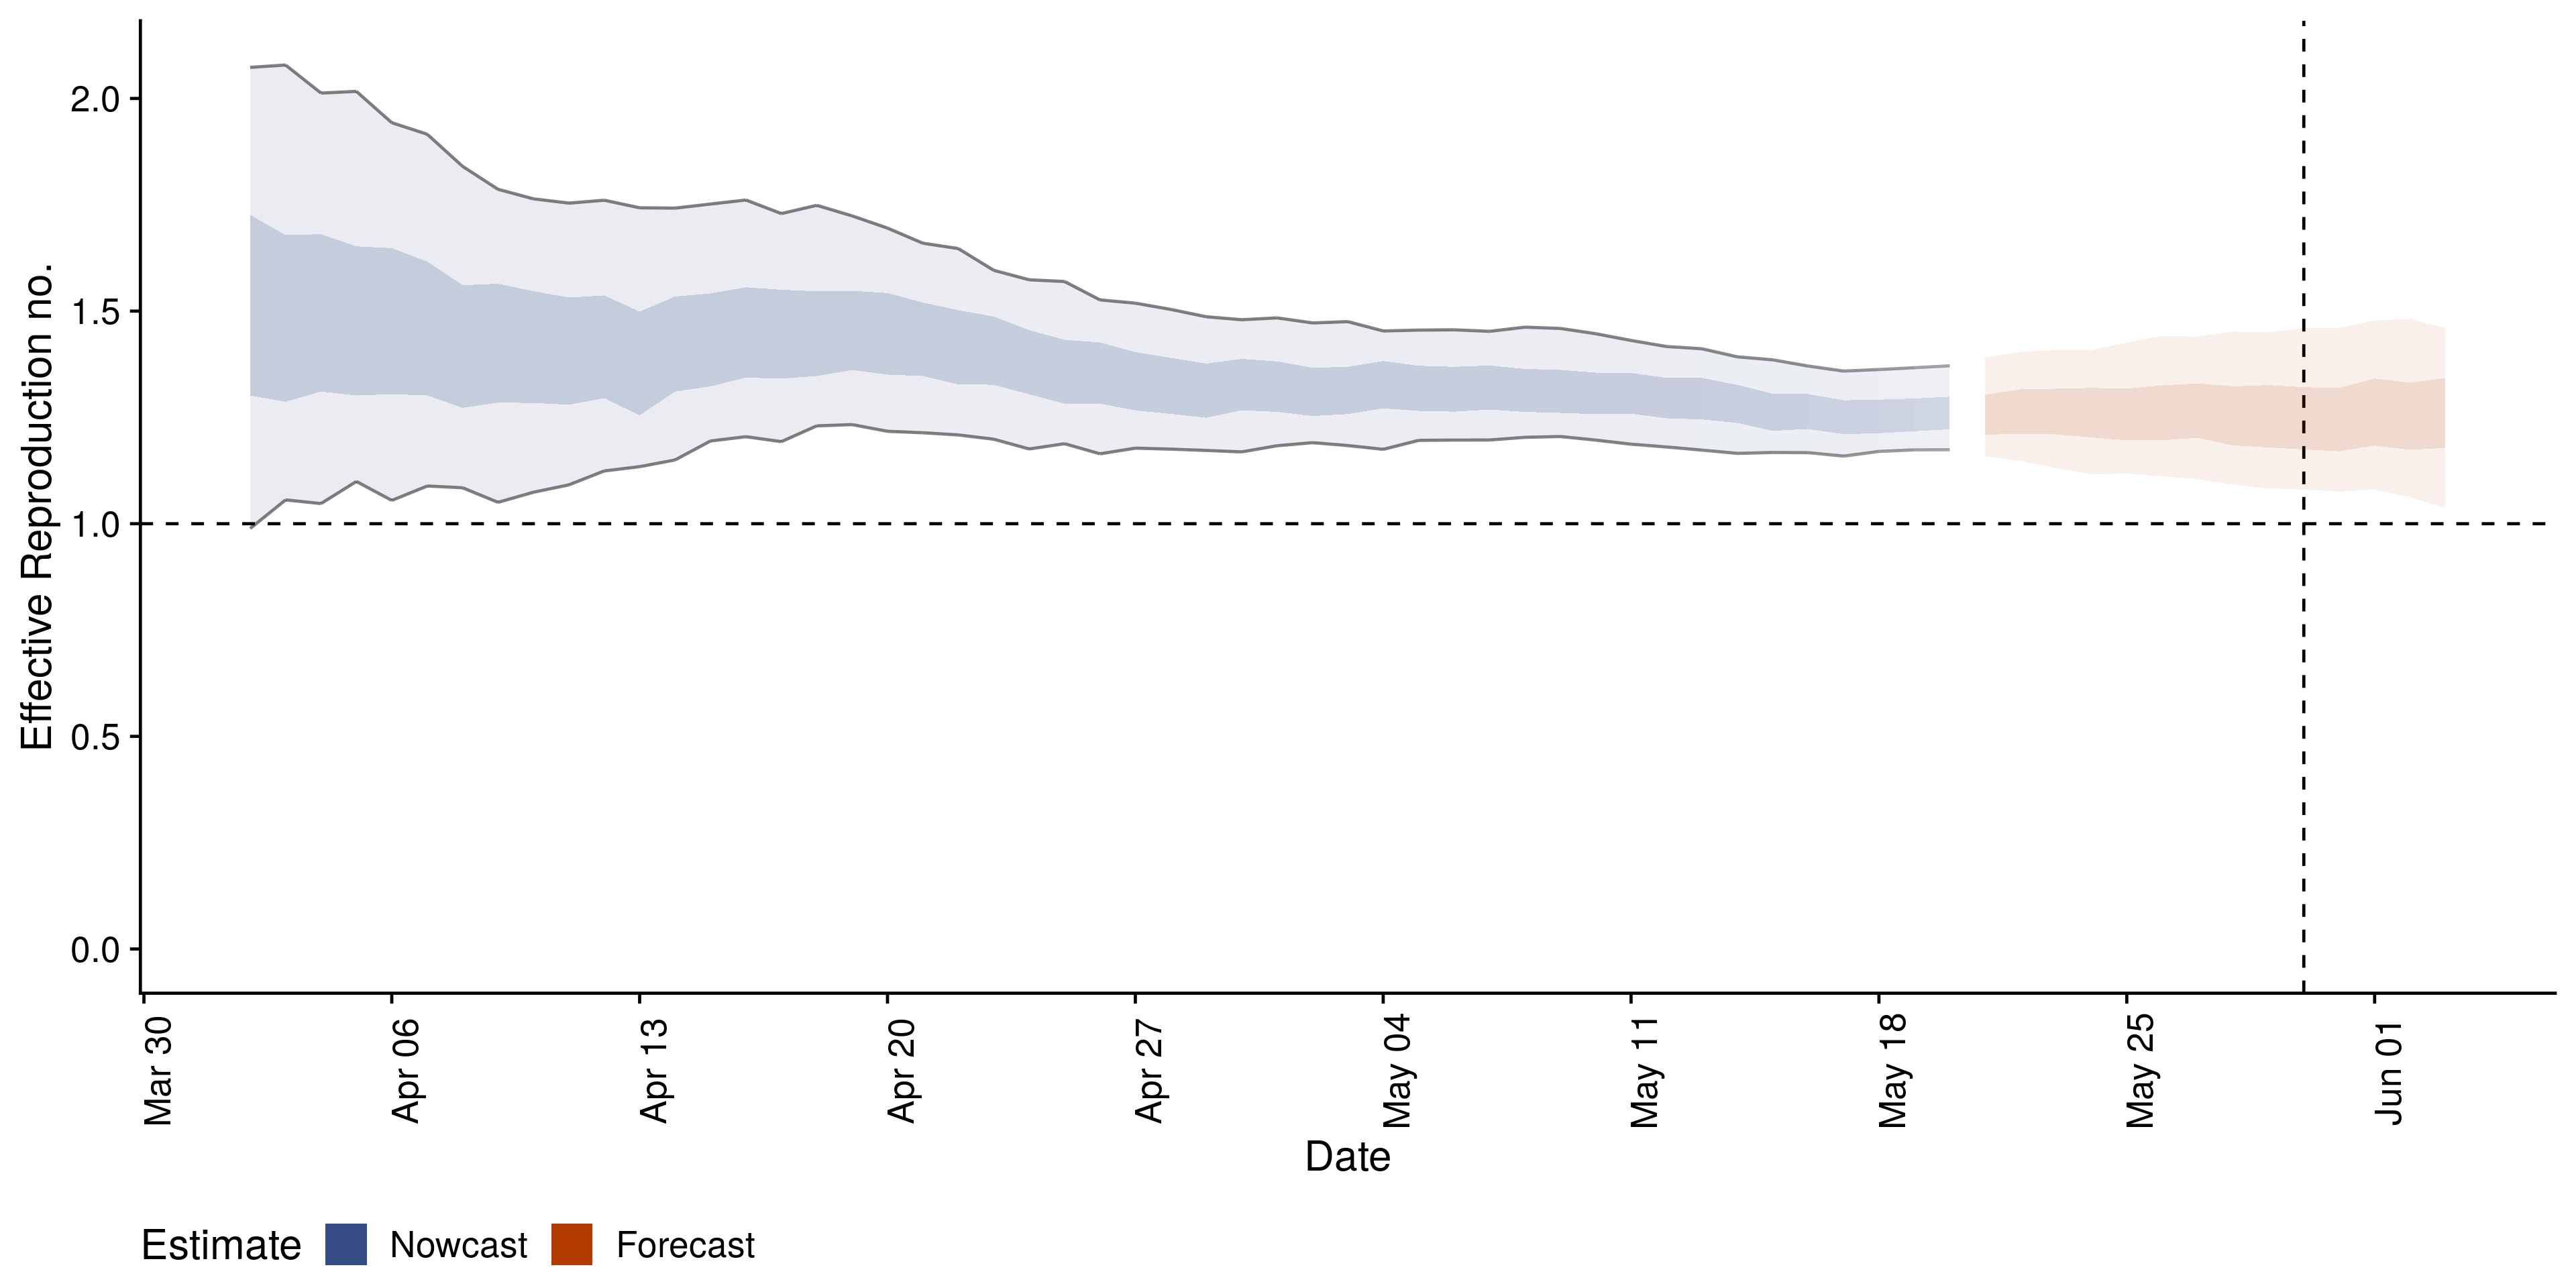 Effective Reproduction no.
2.0
1.5
1.0
0.5
0.0
Mar 30
Apr 06
Apr 13
Apr 20
Apr 27
May 04
May 11
May 18
May 25
Jun 01
Date
Estimate Nowcast Forecast